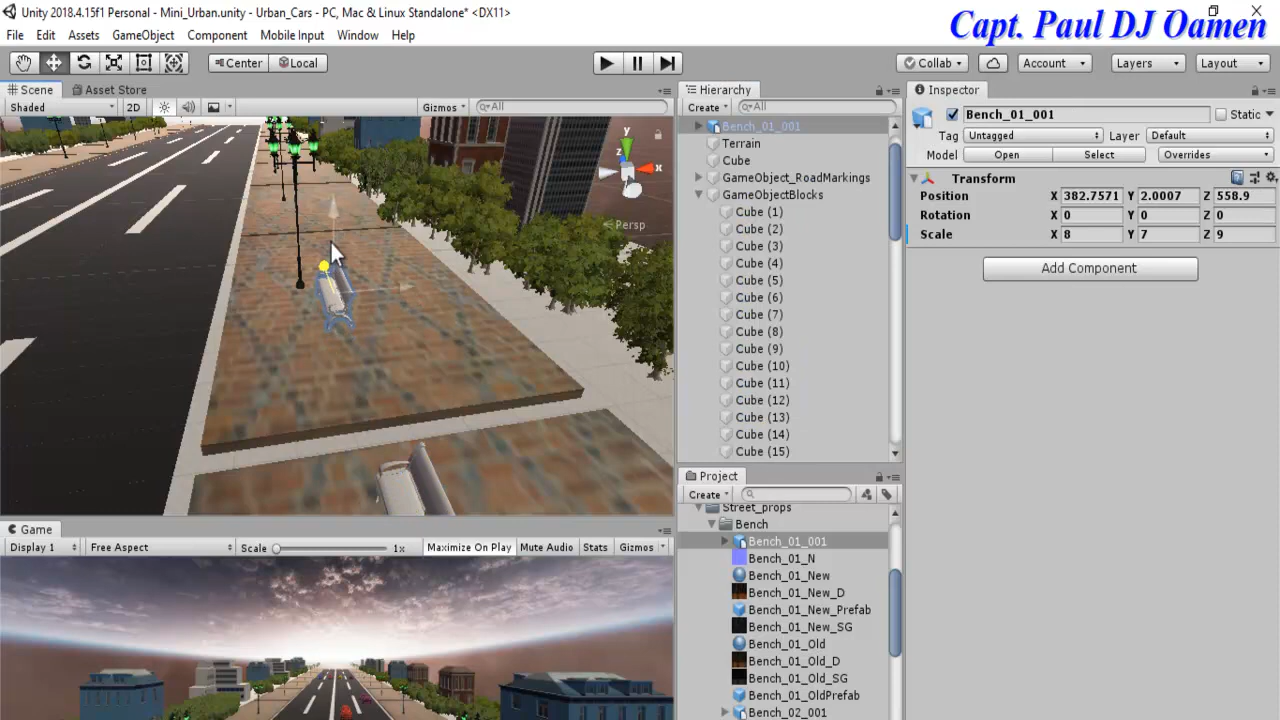 Unity 2018.4.15f1 Personal - Mini_Urban.unity - Urban_Cars - PC, Mac & Linux Standalone* <DX11>
Capt. Paul DJ Oamen
File Edit Assets GameObject Component Mobile Input Window Help
Center Local Collab Account Layers Layout
Scene Asset Store
Shaded 2D Gizmos All
y
z
x
Persp
Hierarchy
Create All
Bench_01_001
Terrain
Cube
GameObject_RoadMarkings
GameObjectBlocks
Cube (1)
Cube (2)
Cube (3)
Cube (4)
Cube (5)
Cube (6)
Cube (7)
Cube (8)
Cube (9)
Cube (10)
Cube (11)
Cube (12)
Cube (13)
Cube (14)
Cube (15)
Inspector
Bench_01_001 Static
Tag Untagged Layer Default
Model Open Select Overrides
Transform
Position X 382.7571 Y 2.0007 Z 558.9
Rotation X 0 Y 0 Z 0
Scale X 8 Y 7 Z 9
Add Component
Project
Create
Street_props
Bench
Bench_01_001
Bench_01_N
Bench_01_New
Bench_01_New_D
Bench_01_New_Prefab
Bench_01_New_SG
Bench_01_Old
Bench_01_Old_D
Bench_01_Old_SG
Bench_01_OldPrefab
Bench_02_001
Game
Display 1 Free Aspect Scale 1x Maximize On Play Mute Audio Stats Gizmos